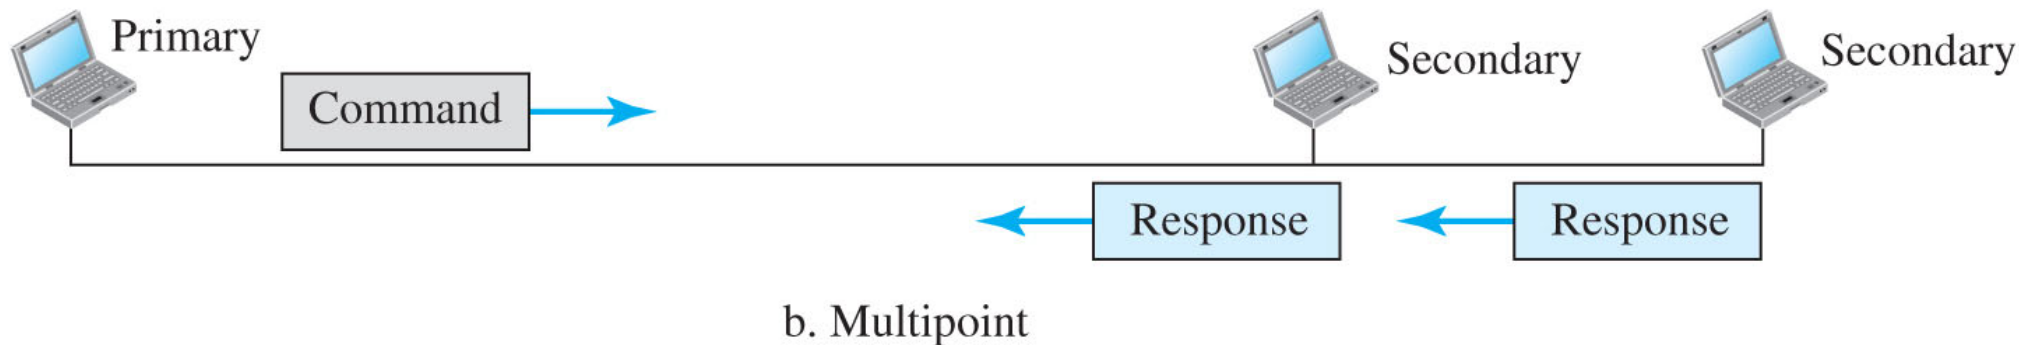 Primary
Command
Secondary
Secondary
Response
Response
b. Multipoint